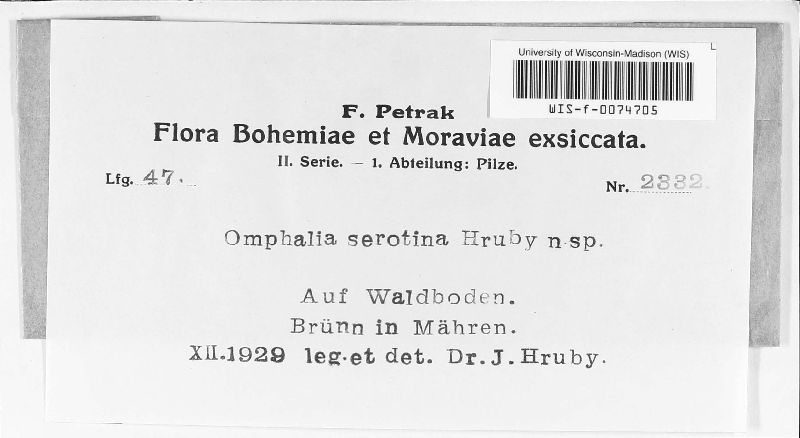 University of Wisconsin-Madison (WIS)
WIS-f-0074705
F. Petrak
Flora Bohemiae et Moraviae exsiccata.
II. Serie. — 1. Abteilung: Pilze.
Lfg. 47.
Nr. 2332.
Omphalia serotina Hruby n.sp.
Auf Waldboden.
Brünn in Mähren.
XII.1929 leg.et det. Dr.J.Hruby.